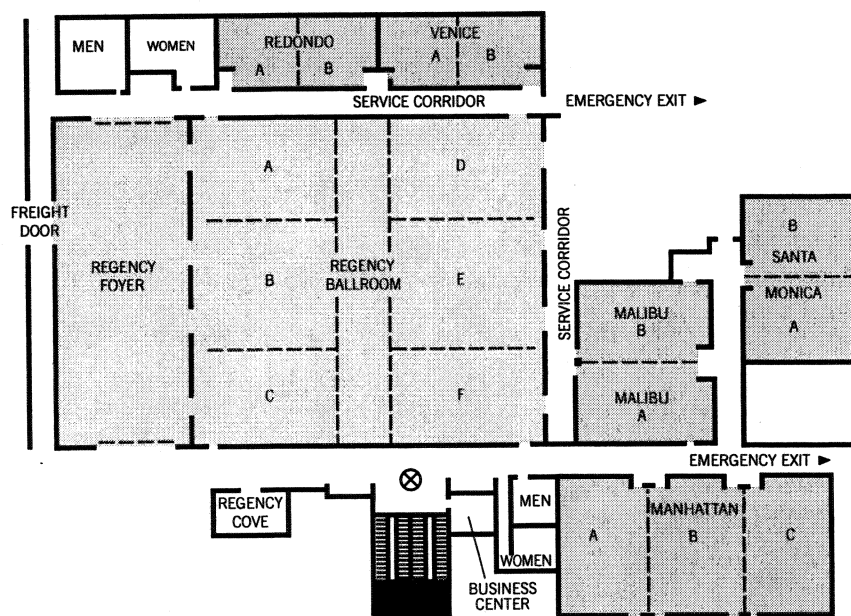 MEN
WOMEN
REDONDO
A
B
VENICE
A
B
SERVICE CORRIDOR
EMERGENCY EXIT ►
FREIGHT
DOOR
REGENCY
FOYER
A
D
B
REGENCY
BALLROOM
E
C
F
SERVICE CORRIDOR
B
SANTA
MONICA
A
MALIBU
B
MALIBU
A
EMERGENCY EXIT ►
REGENCY
COVE
MEN
WOMEN
BUSINESS
CENTER
MANHATTAN
A
B
C